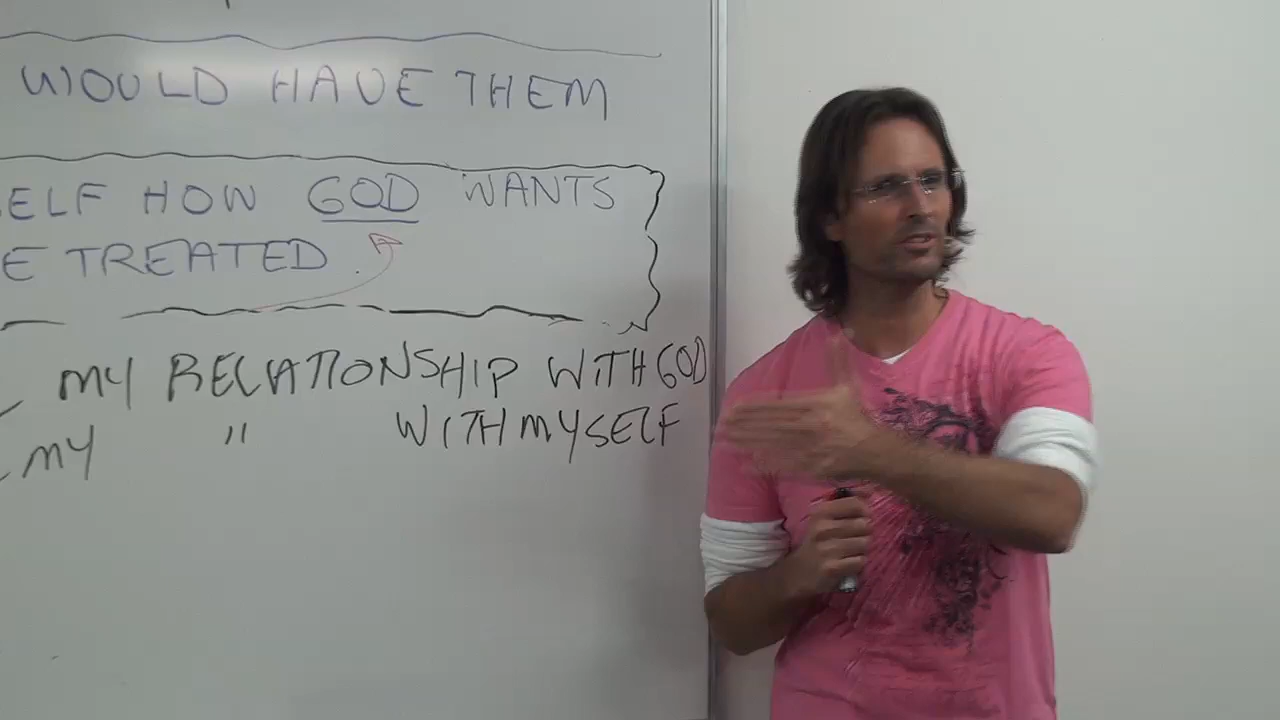 WOULD HAVE THEM
ELF HOW GOD WANTS
E TREATED.
MY RELATIONSHIP WITH GOD
MY " WITH MYSELF